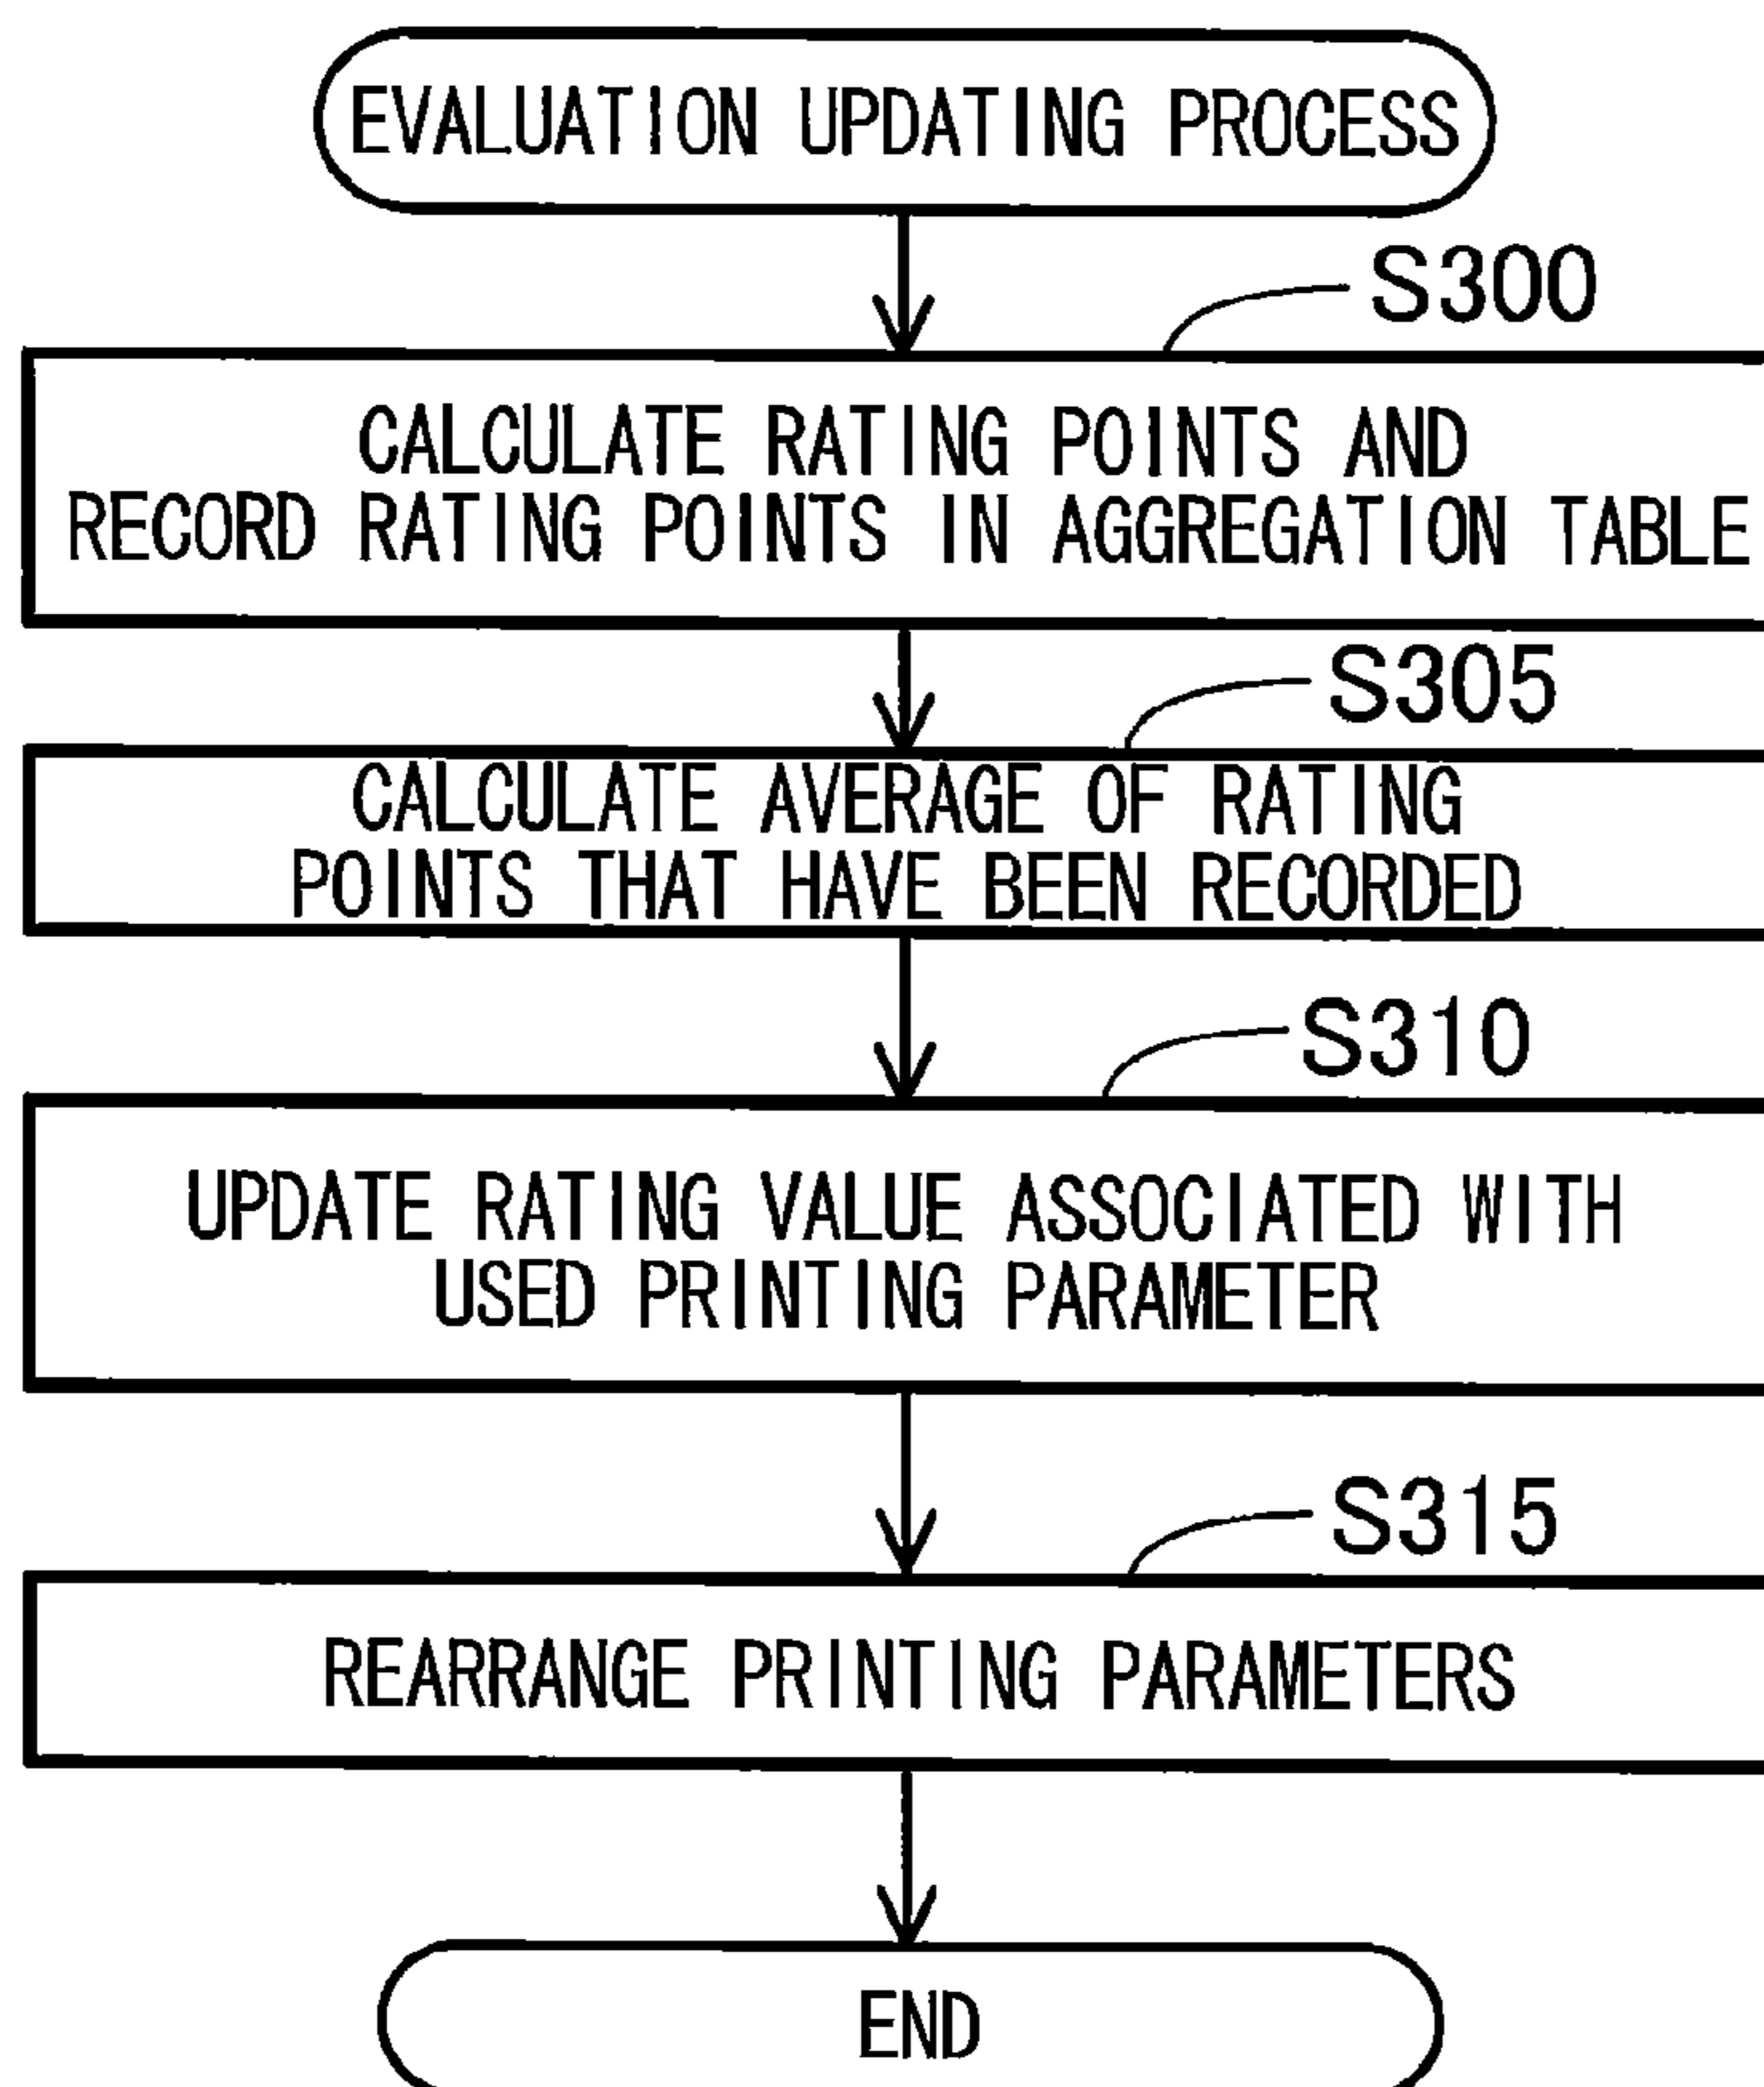 EVALUATION UPDATING PROCESS
S300
CALCULATE RATING POINTS AND
RECORD RATING POINTS IN AGGREGATION TABLE
S305
CALCULATE AVERAGE OF RATING
POINTS THAT HAVE BEEN RECORDED
S310
UPDATE RATING VALUE ASSOCIATED WITH
USED PRINTING PARAMETER
S315
REARRANGE PRINTING PARAMETERS
END